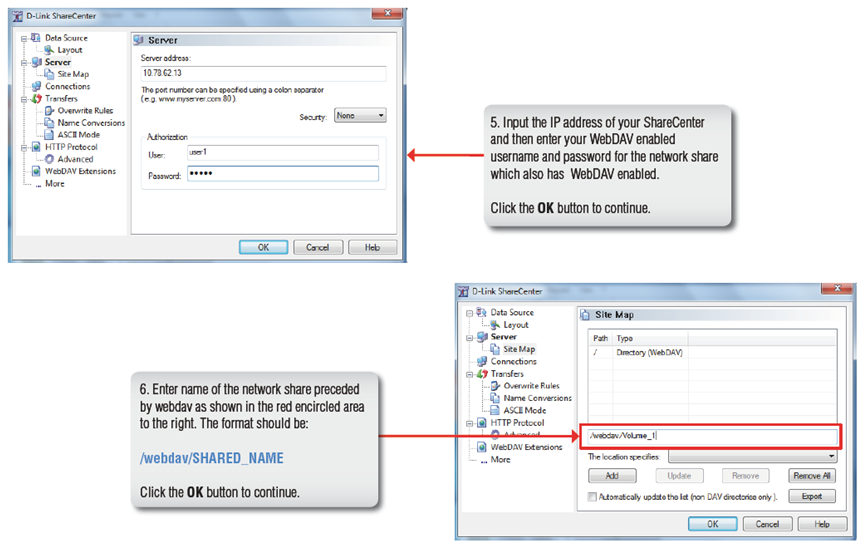 D-Link ShareCenter
Data Source
Layout
Server
Site Map
Connections
Transfers
Overwrite Rules
Name Conversions
ASCII Mode
HTTP Protocol
Advanced
WebDAV Extensions
... More
Server
Server address:
10.78.62.13
The port number can be specified using a colon separator
(e.g. www.myserver.com:80 ).
Security: None
Authorization
User: user1
Password: •••••
OK Cancel Help
5. Input the IP address of your ShareCenter
and then enter your WebDAV enabled
username and password for the network share
which also has WebDAV enabled.
Click the OK button to continue.
6. Enter name of the network share preceded
by webdav as shown in the red encircled area
to the right. The format should be:
/webdav/SHARED_NAME
Click the OK button to continue.
D-Link ShareCenter
Data Source
Layout
Server
Site Map
Connections
Transfers
Overwrite Rules
Name Conversions
ASCII Mode
HTTP Protocol
Advanced
WebDAV Extensions
... More
Site Map
Path Type
/ Directory (WebDAV)
/webdav/Volume_1
The location specifies:
Add Update Remove Remove All
Automatically update the list (non DAV directories only ). Export
OK Cancel Help